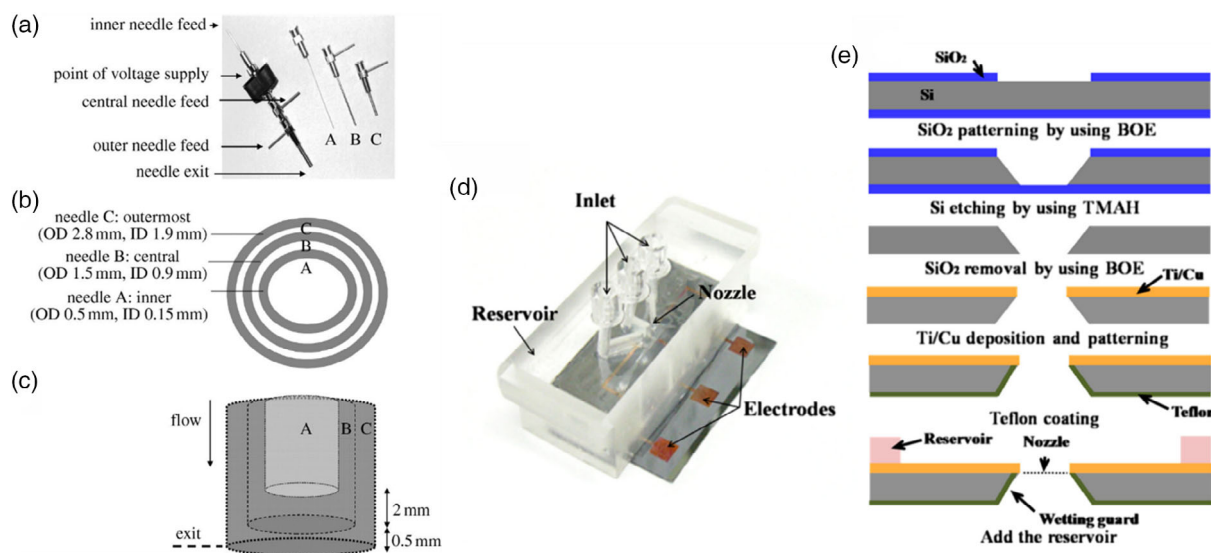 (a)
inner needle feed
point of voltage supply
central needle feed
outer needle feed
needle exit
A
B
C
(b)
needle C: outermost
(OD 2.8 mm, ID 1.9 mm)
needle B: central
(OD 1.5 mm, ID 0.9 mm)
needle A: inner
(OD 0.5 mm, ID 0.15 mm)
C
B
A
(c)
flow
A
B
C
2 mm
exit
0.5 mm
(d)
Inlet
Nozzle
Reservoir
Electrodes
(e)
SiO₂
Si
SiO₂ patterning by using BOE
Si etching by using TMAH
SiO₂ removal by using BOE
Ti/Cu
Ti/Cu deposition and patterning
Teflon
Teflon coating
Reservoir
Nozzle
Wetting guard
Add the reservoir